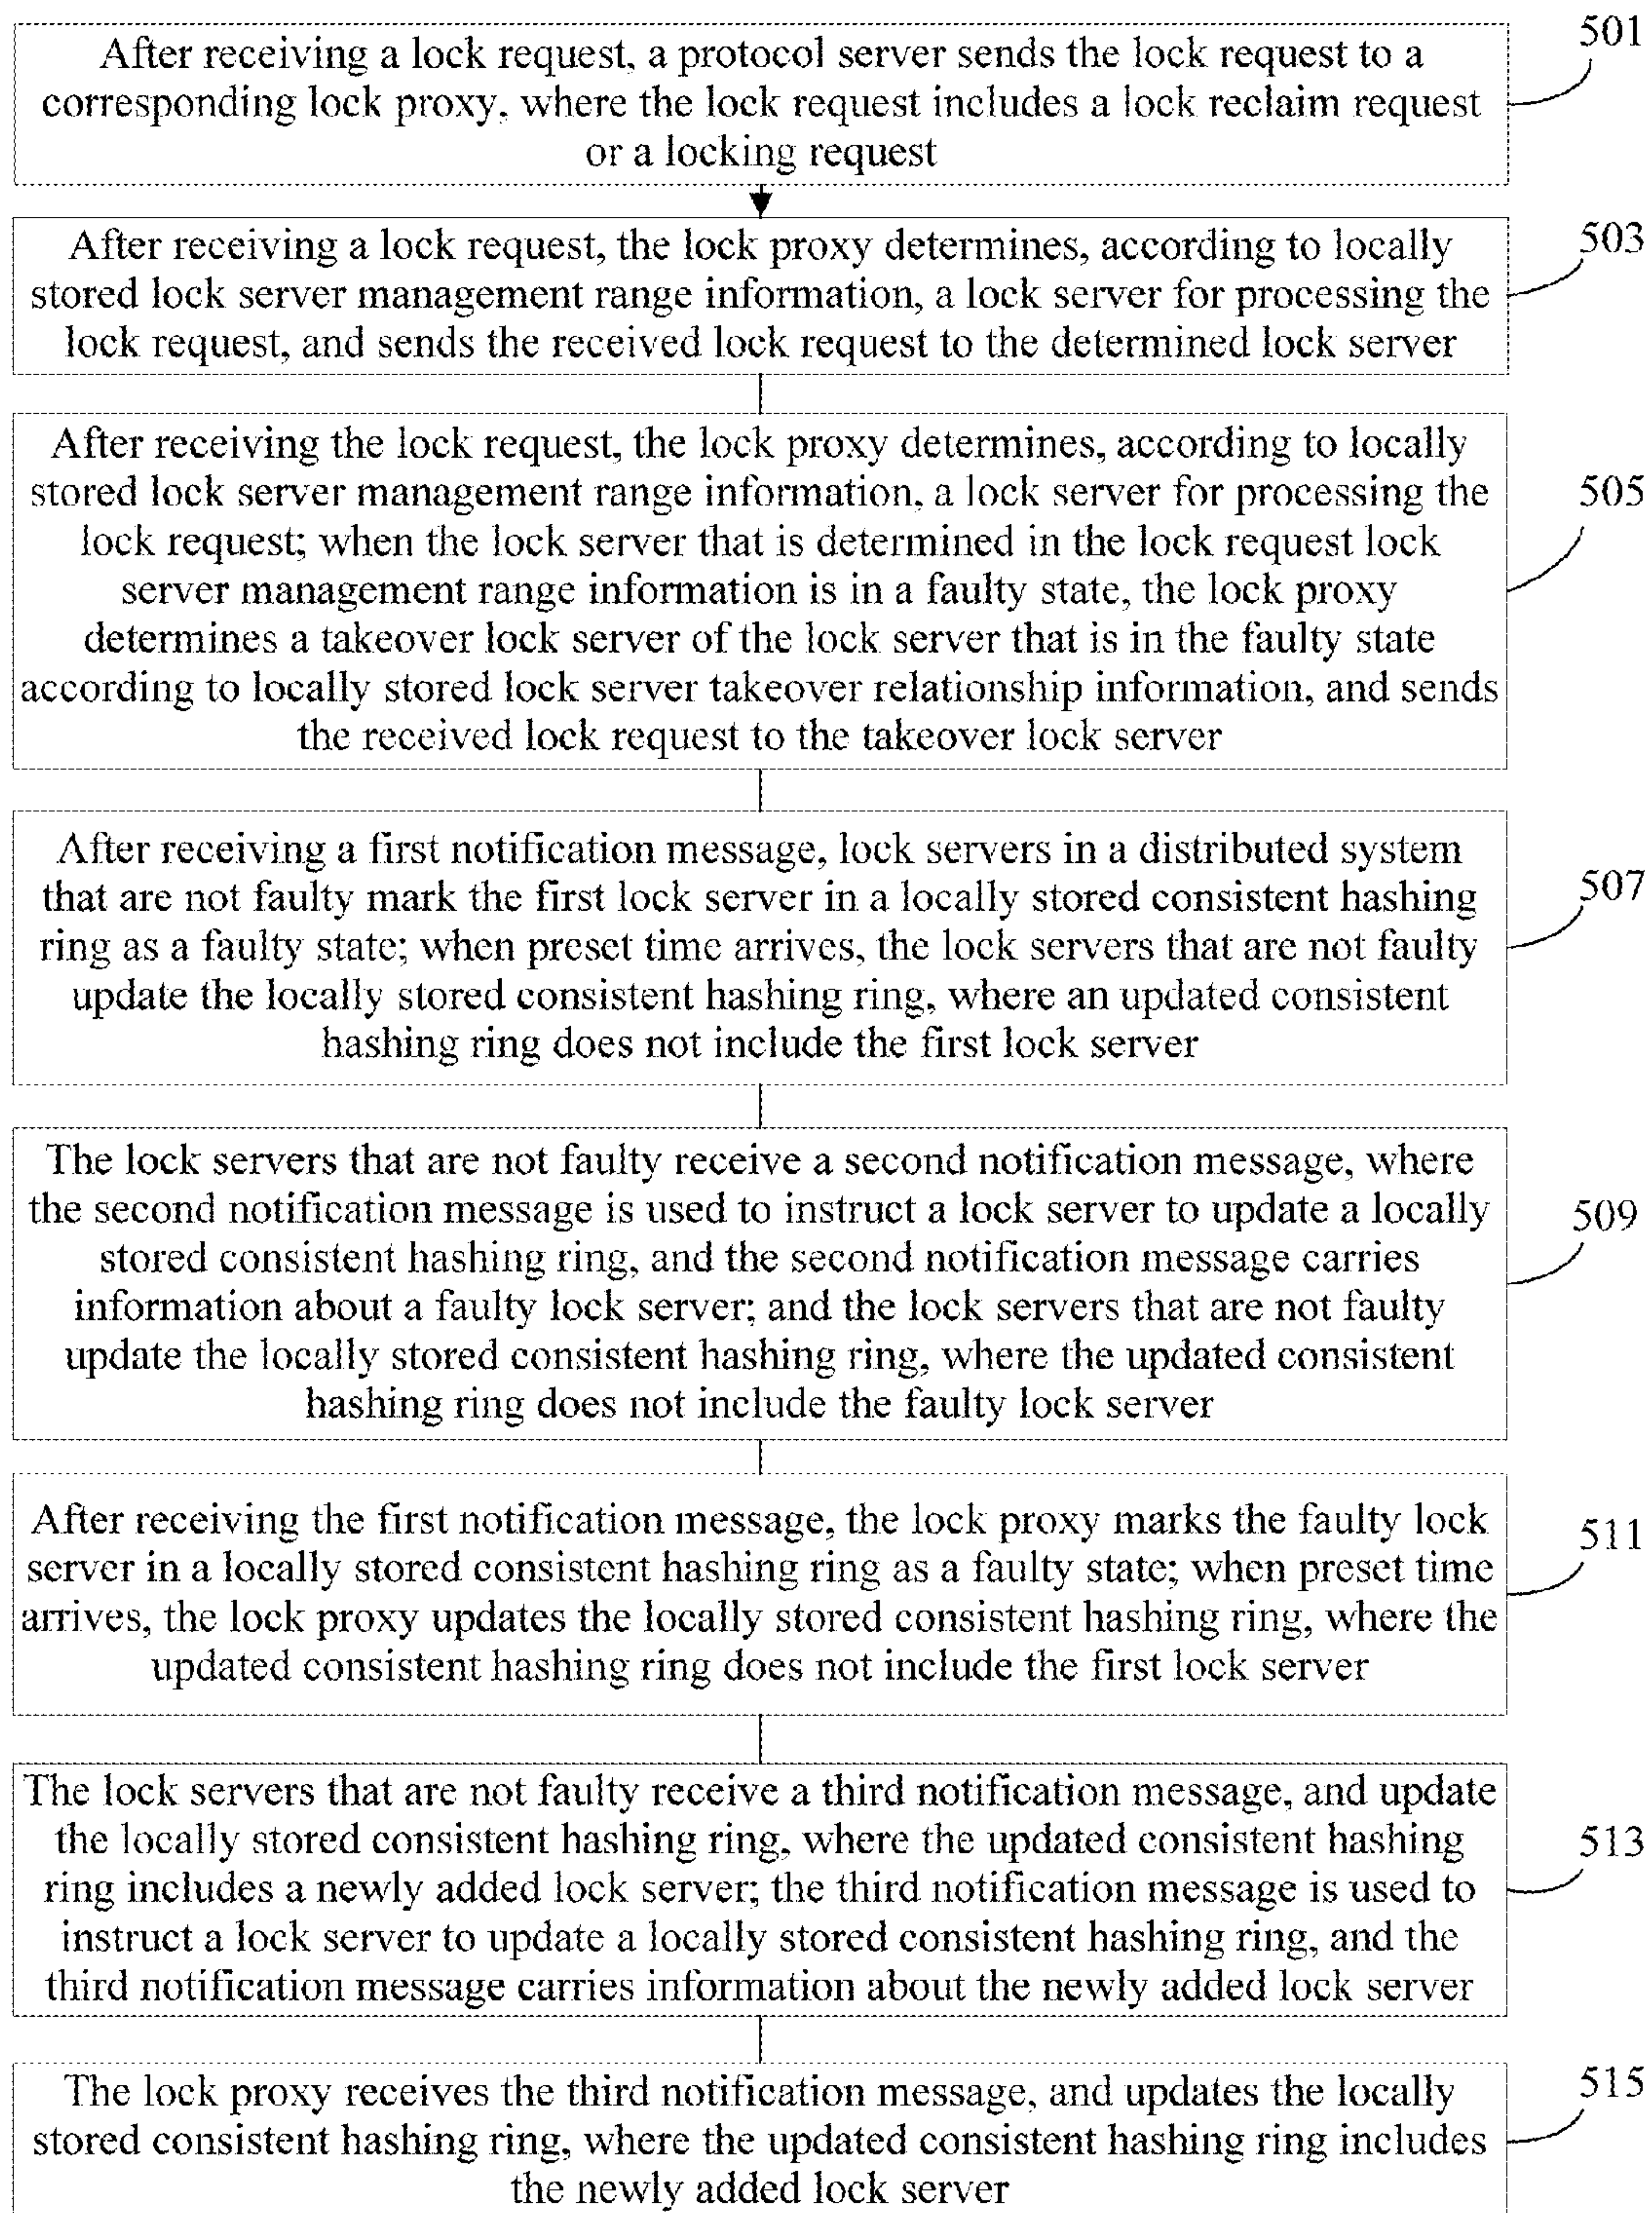 501
After receiving a lock request, a protocol server sends the lock request to a
corresponding lock proxy, where the lock request includes a lock reclaim request
or a locking request
503
After receiving a lock request, the lock proxy determines, according to locally
stored lock server management range information, a lock server for processing the
lock request, and sends the received lock request to the determined lock server
505
After receiving the lock request, the lock proxy determines, according to locally
stored lock server management range information, a lock server for processing the
lock request; when the lock server that is determined in the lock request lock
server management range information is in a faulty state, the lock proxy
determines a takeover lock server of the lock server that is in the faulty state
according to locally stored lock server takeover relationship information, and sends
the received lock request to the takeover lock server
507
After receiving a first notification message, lock servers in a distributed system
that are not faulty mark the first lock server in a locally stored consistent hashing
ring as a faulty state; when preset time arrives, the lock servers that are not faulty
update the locally stored consistent hashing ring, where an updated consistent
hashing ring does not include the first lock server
509
The lock servers that are not faulty receive a second notification message, where
the second notification message is used to instruct a lock server to update a locally
stored consistent hashing ring, and the second notification message carries
information about a faulty lock server; and the lock servers that are not faulty
update the locally stored consistent hashing ring, where the updated consistent
hashing ring does not include the faulty lock server
511
After receiving the first notification message, the lock proxy marks the faulty lock
server in a locally stored consistent hashing ring as a faulty state; when preset time
arrives, the lock proxy updates the locally stored consistent hashing ring, where the
updated consistent hashing ring does not include the first lock server
513
The lock servers that are not faulty receive a third notification message, and update
the locally stored consistent hashing ring, where the updated consistent hashing
ring includes a newly added lock server; the third notification message is used to
instruct a lock server to update a locally stored consistent hashing ring, and the
third notification message carries information about the newly added lock server
515
The lock proxy receives the third notification message, and updates the locally
stored consistent hashing ring, where the updated consistent hashing ring includes
the newly added lock server